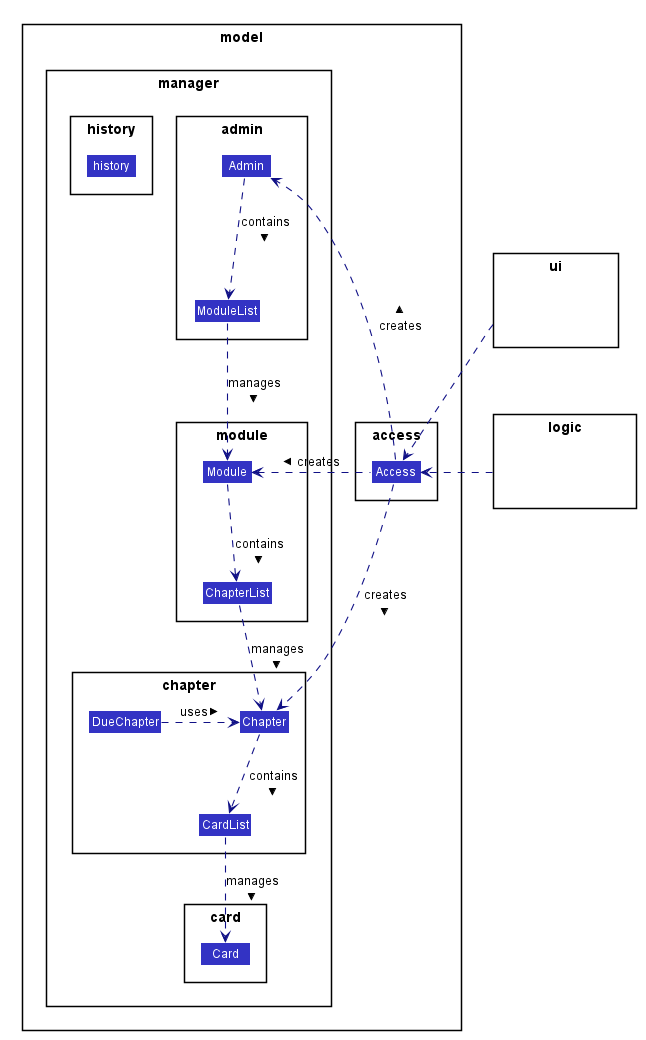 model
manager
history
admin
history
Admin
contains
ui
ModuleList
creates
manages
module
access
logic
Module
creates
Access
contains
ChapterList
creates
manages
chapter
uses
DueChapter
Chapter
contains
CardList
manages
card
Card